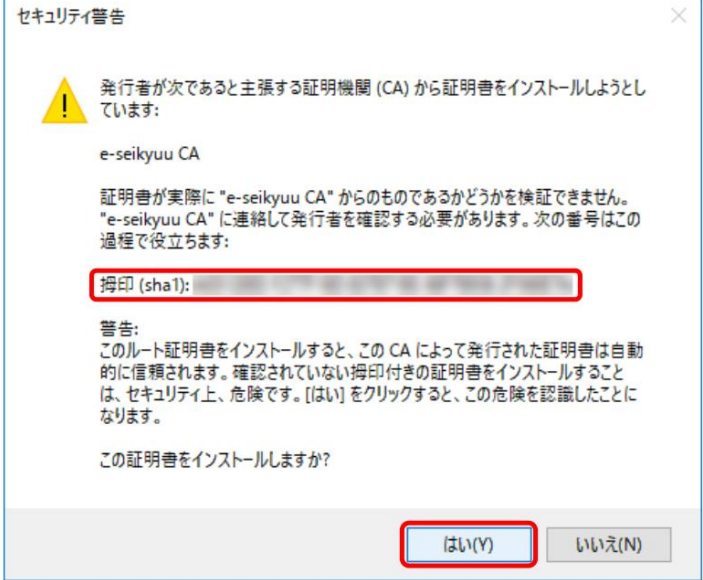 セキュリティ警告
発行者が次であると主張する証明機関 (CA) から証明書をインストールしようとし
ています:
e-seikyuu CA
証明書が実際に "e-seikyuu CA" からのものであるかどうかを検証できません。
"e-seikyuu CA" に連絡して発行者を確認する必要があります。次の番号はこの
過程で役立ちます:
拇印 (sha1):
警告:
このルート証明書をインストールすると、この CA によって発行された証明書は自動
的に信頼されます。確認されていない拇印付きの証明書をインストールすること
は、セキュリティ上、危険です。[はい] をクリックすると、この危険を認識したことに
なります。
この証明書をインストールしますか?
はい(Y)
いいえ(N)